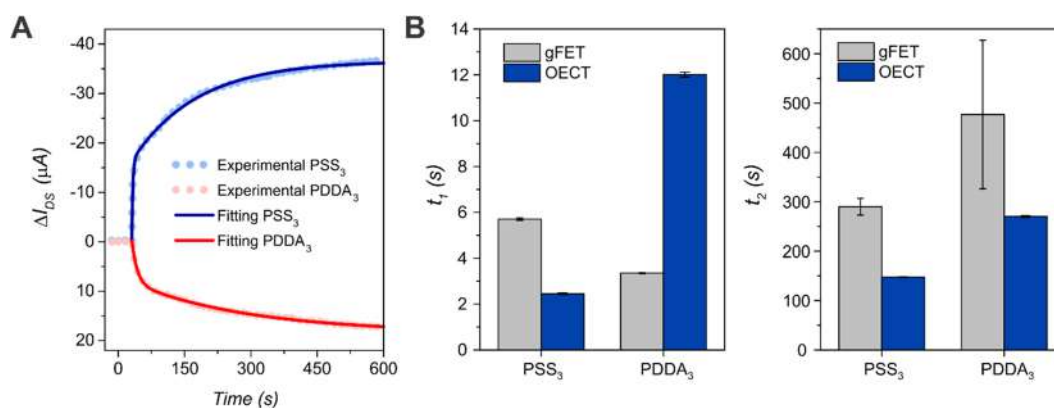 A
-40
-30
-20
-10
0
10
20
ΔI_DS (μA)
Experimental PSS₃
Experimental PDDA₃
Fitting PSS₃
Fitting PDDA₃
0 150 300 450 600
Time (s)
B
14
12
10
8
6
4
2
0
t₁ (s)
gFET
OECT
PSS₃ PDDA₃
600
500
400
300
200
100
0
t₂ (s)
gFET
OECT
PSS₃ PDDA₃